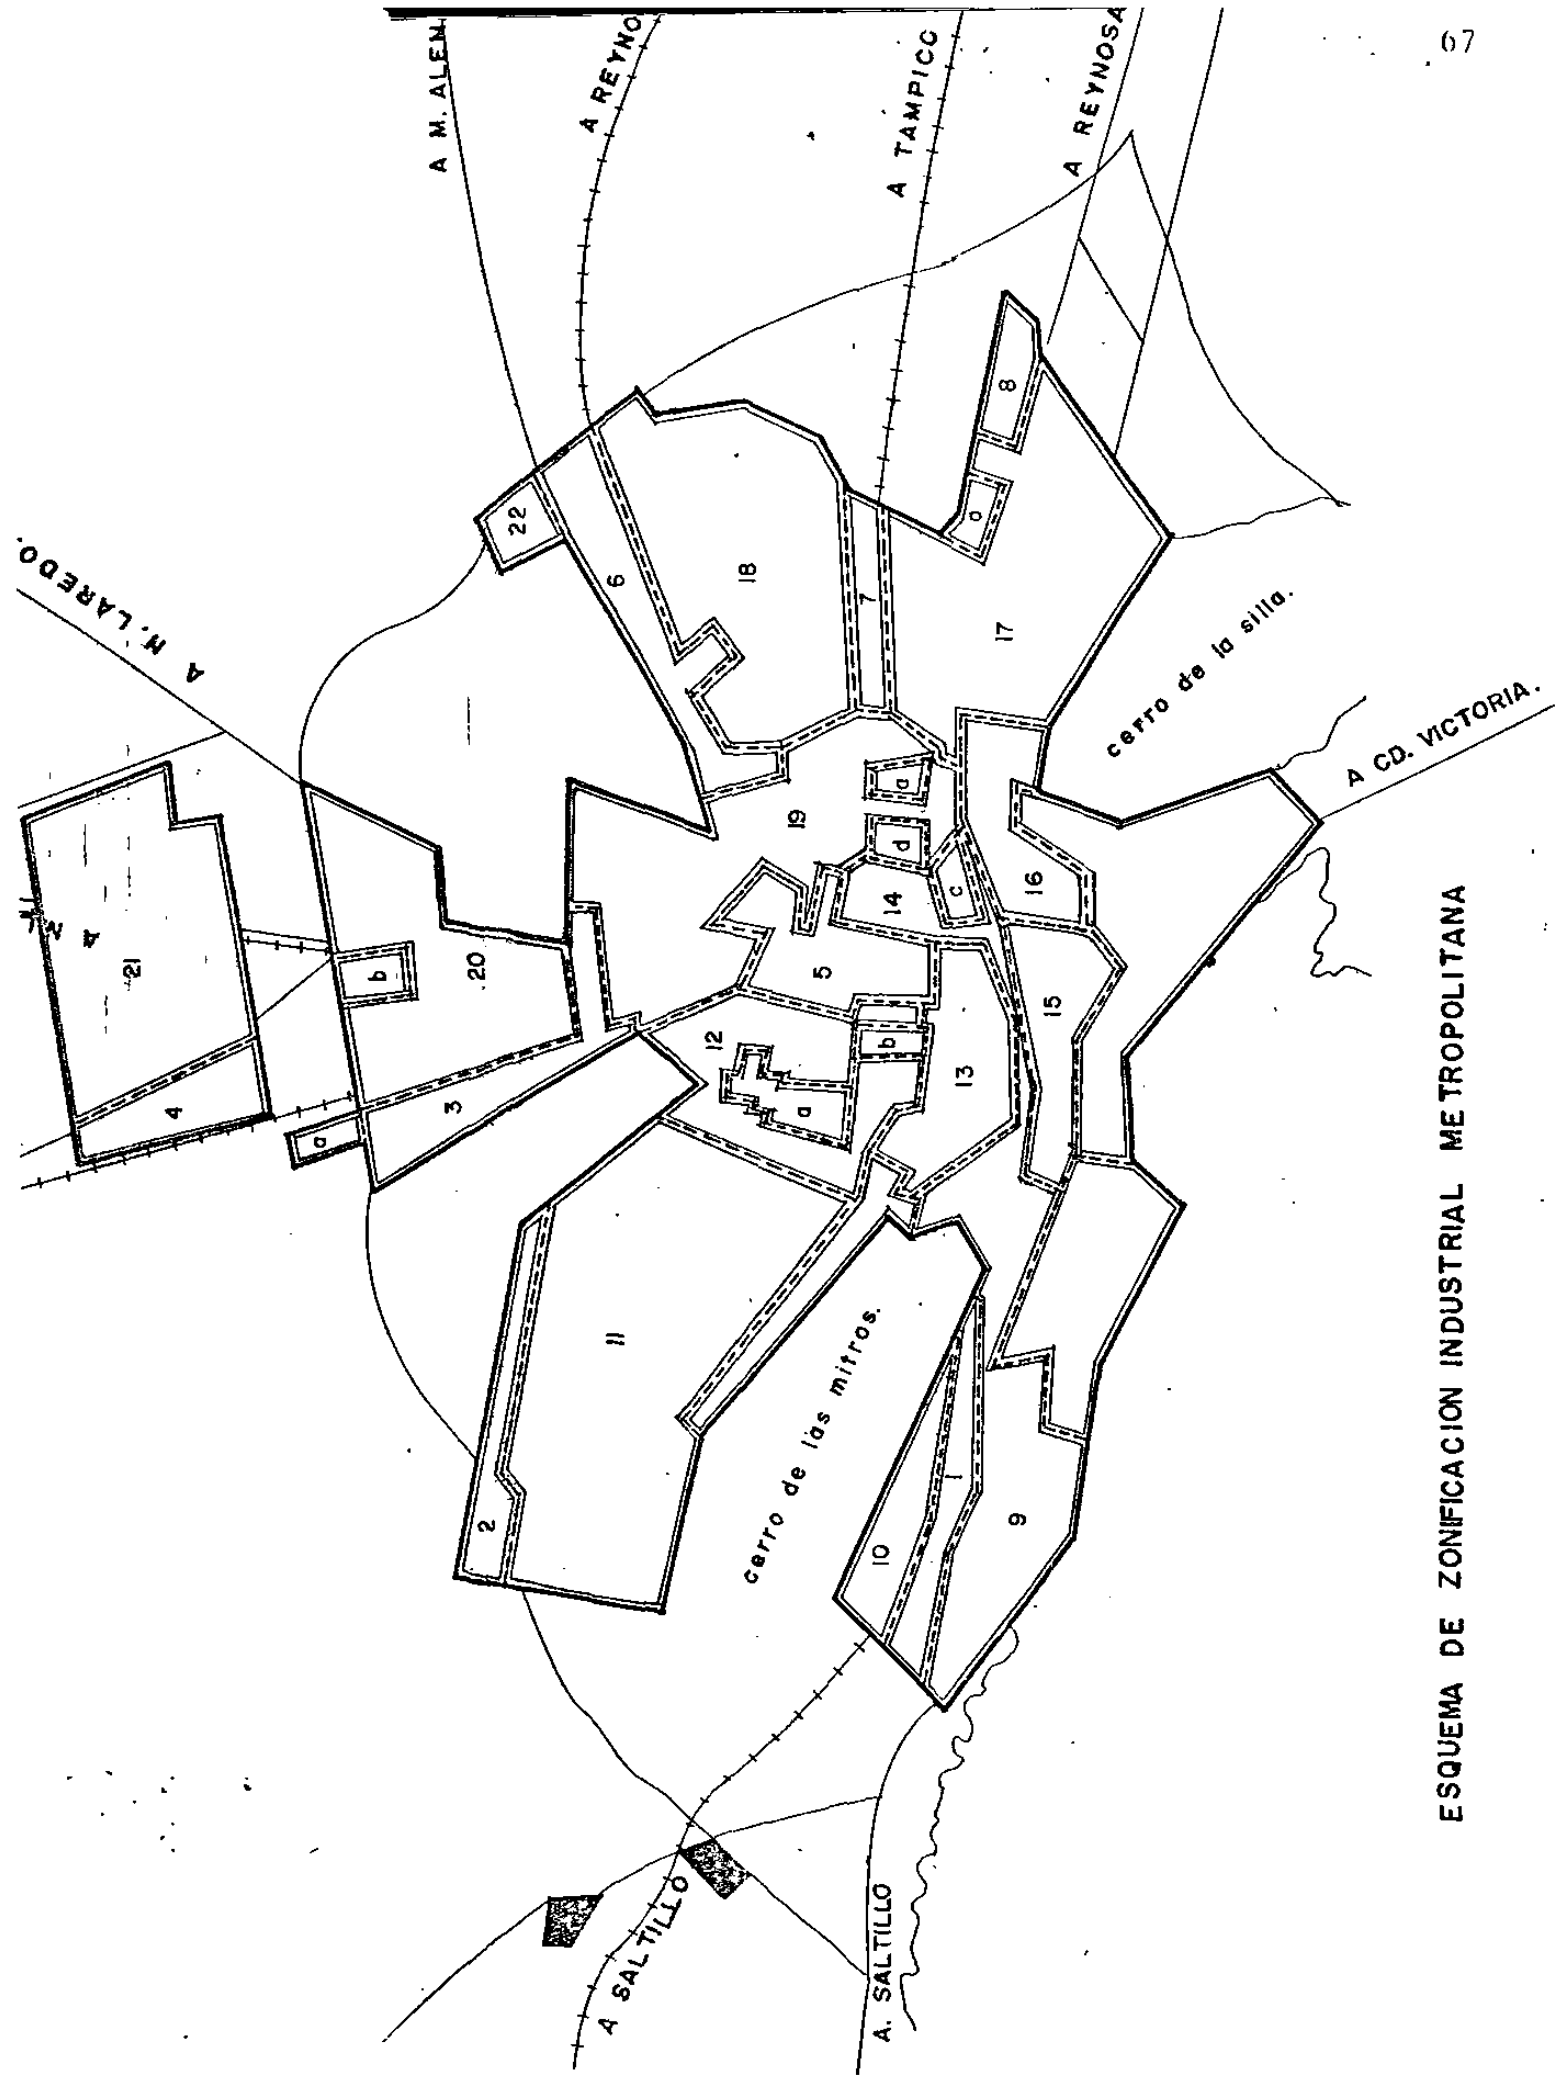 67
A M. ALEM
A REYNO
A TAMPICO
A REYNOSA
A N. LAREDO.
A N.
21
4
a
b
20
3
22
6
18
7
8
a
17
cerro de la silla.
A CD. VICTORIA.
19
a
d
c
14
16
5
15
12
b
13
a
11
2
cerro de las mitras.
10
1
9
A SALTILLO
A. SALTILLO
ESQUEMA DE ZONIFICACION INDUSTRIAL METROPOLITANA